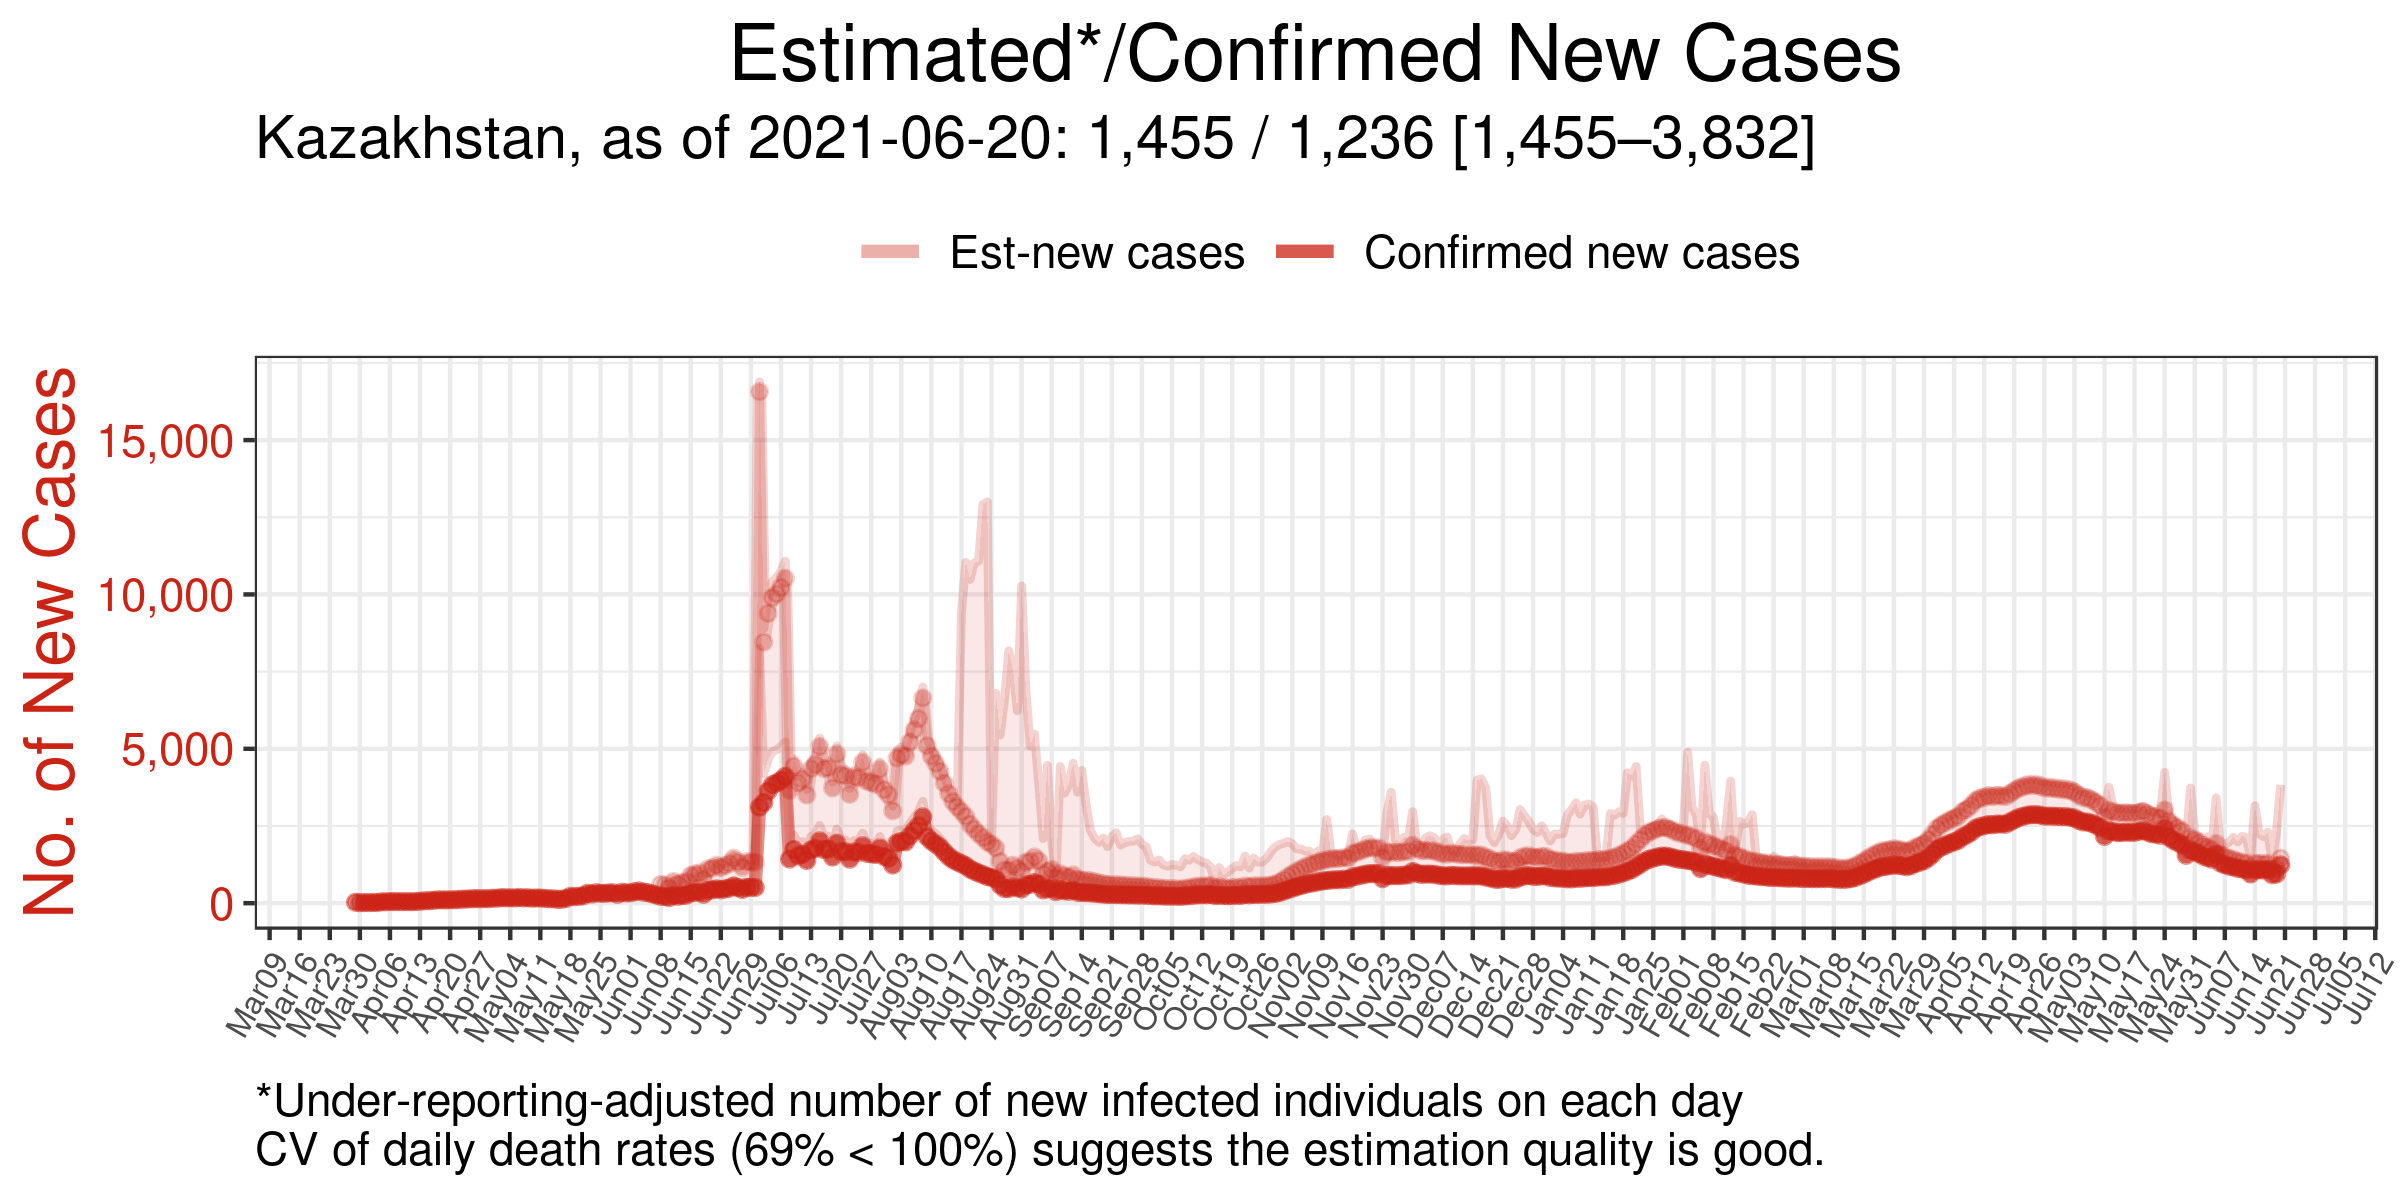 Estimated*/Confirmed New Cases
Kazakhstan, as of 2021-06-20: 1,455 / 1,236 [1,455–3,832]
Est-new cases
Confirmed new cases
No. of New Cases
15,000
10,000
5,000
0
Mar09
Mar16
Mar23
Mar30
Apr06
Apr13
Apr20
Apr27
May04
May11
May18
May25
Jun01
Jun08
Jun15
Jun22
Jun29
Jul06
Jul13
Jul20
Jul27
Aug03
Aug10
Aug17
Aug24
Aug31
Sep07
Sep14
Sep21
Sep28
Oct05
Oct12
Oct19
Oct26
Nov02
Nov09
Nov16
Nov23
Nov30
Dec07
Dec14
Dec21
Dec28
Jan04
Jan11
Jan18
Jan25
Feb01
Feb08
Feb15
Feb22
Mar01
Mar08
Mar15
Mar22
Mar29
Apr05
Apr12
Apr19
Apr26
May03
May10
May17
May24
May31
Jun07
Jun14
Jun21
Jun28
Jul05
Jul12
*Under-reporting-adjusted number of new infected individuals on each day
CV of daily death rates (69% < 100%) suggests the estimation quality is good.